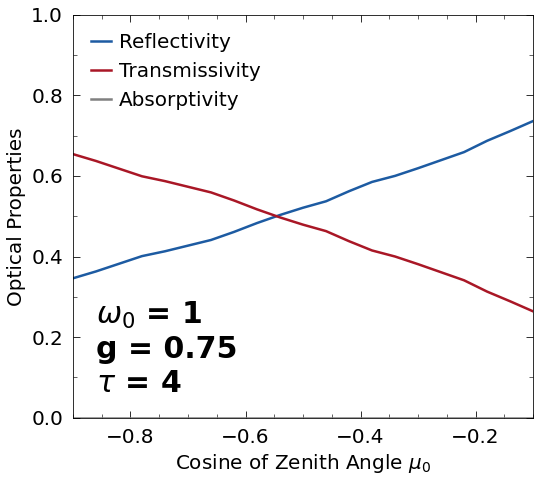 1.0
0.8
0.6
0.4
0.2
0.0
Optical Properties
Reflectivity
Transmissivity
Absorptivity
ω₀ = 1
g = 0.75
τ = 4
−0.8 −0.6 −0.4 −0.2
Cosine of Zenith Angle μ₀